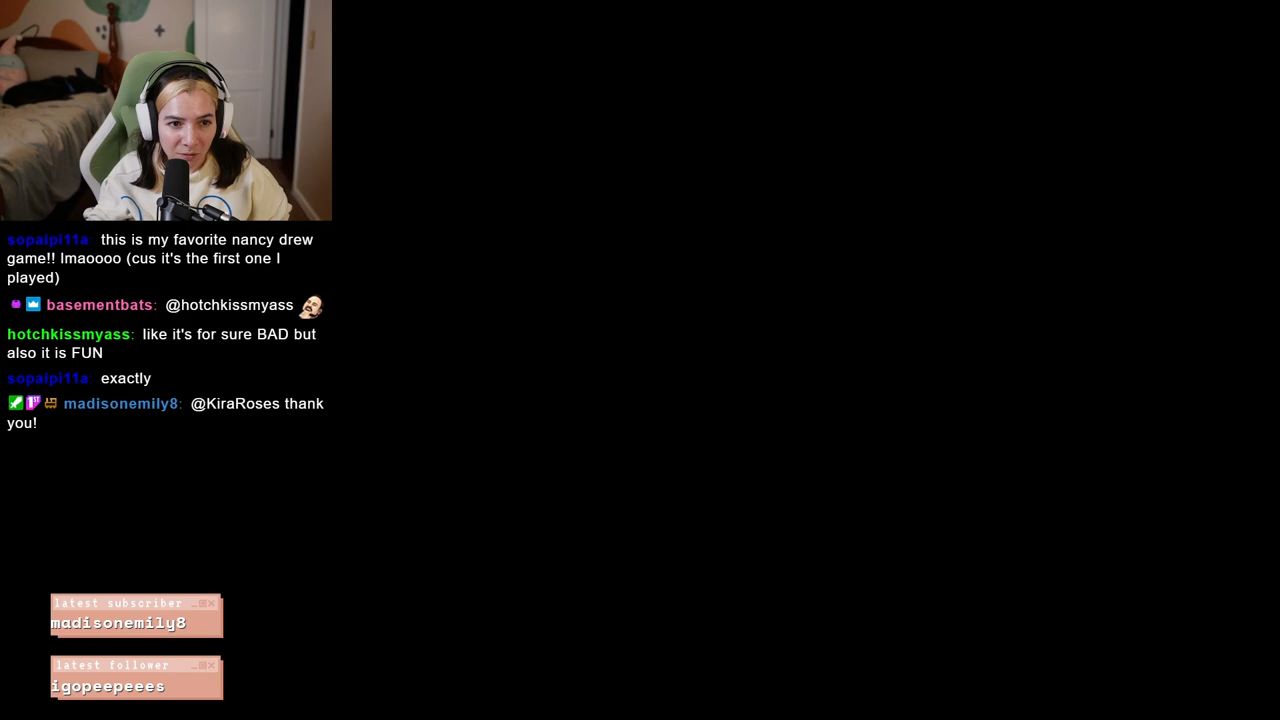 sopaipi11a: this is my favorite nancy drew
game!! lmaoooo (cus it's the first one I
played)
basementbats: @hotchkissmyass
hotchkissmyass: like it's for sure BAD but
also it is FUN
sopaipi11a: exactly
1ST madisonemily8: @KiraRoses thank
you!
latest subscriber
madisonemily8
latest follower
igopeepeees